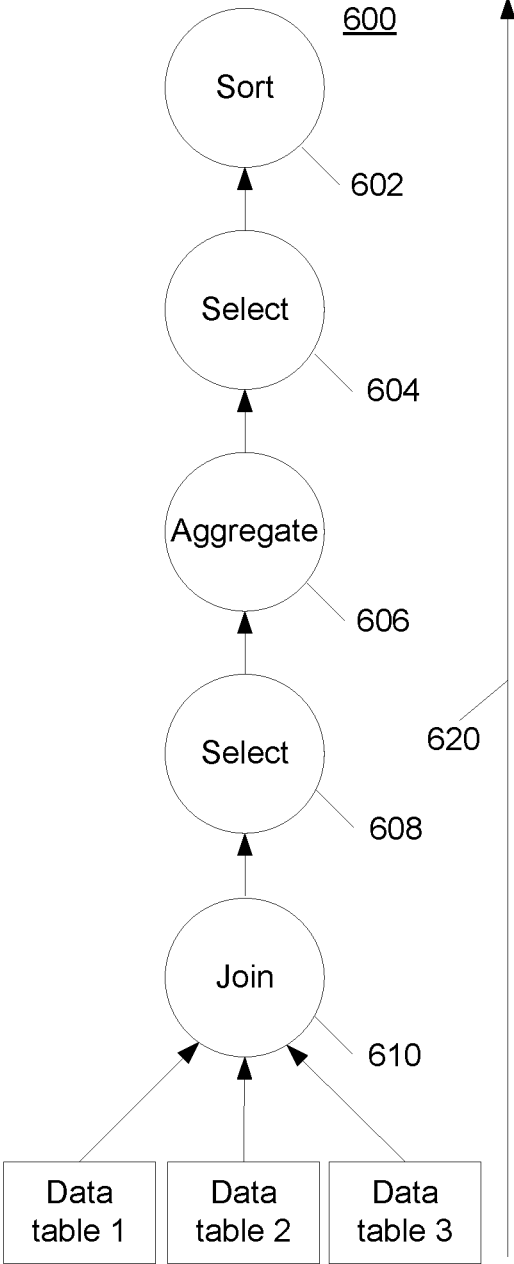 600
Sort
602
Select
604
Aggregate
606
620
Select
608
Join
610
Data
table 1
Data
table 2
Data
table 3